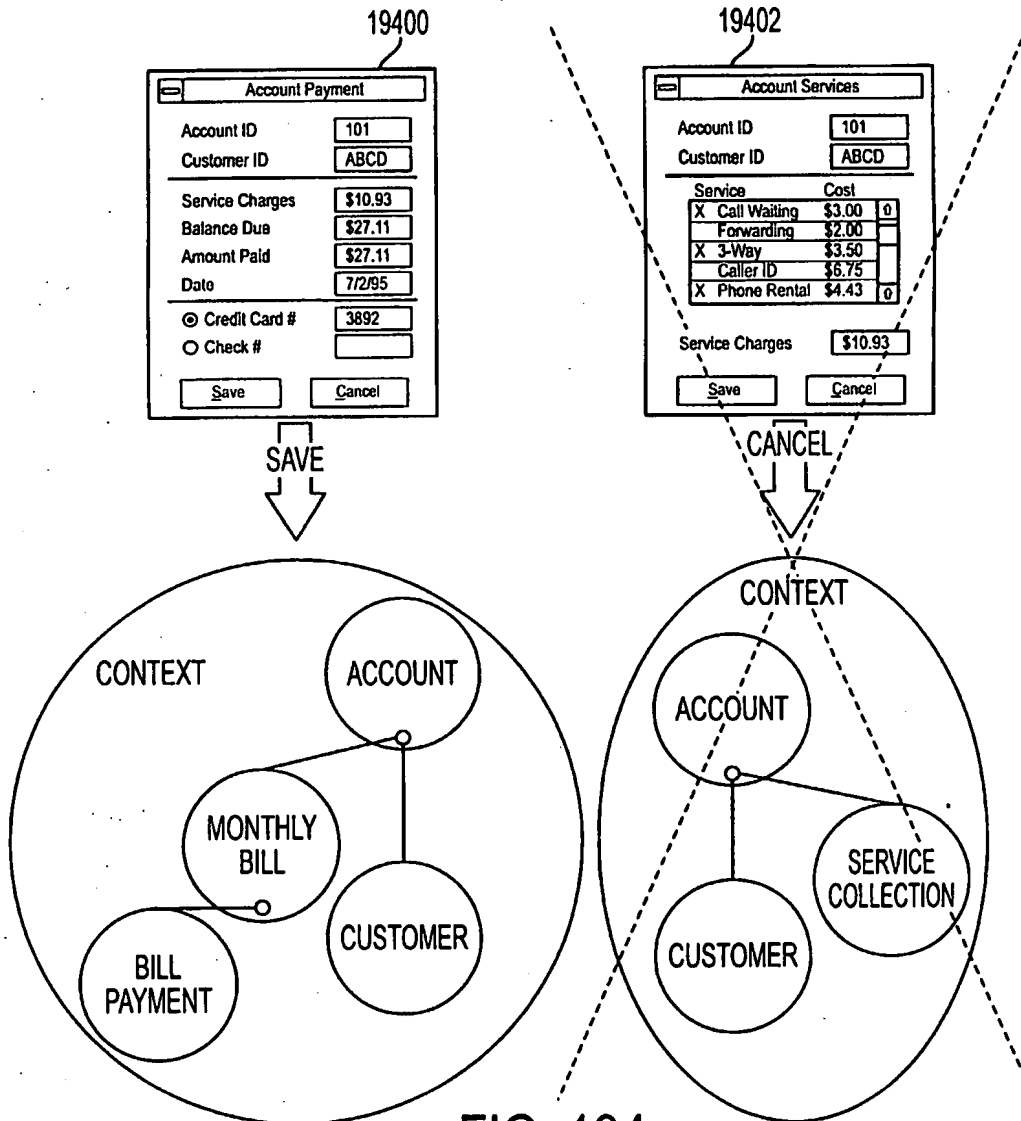 19400
Account Payment
Account ID 101
Customer ID ABCD
Service Charges $10.93
Balance Due $27.11
Amount Paid $27.11
Date 7/2/95
Credit Card # 3892
Check #
Save Cancel
SAVE
CONTEXT
ACCOUNT
MONTHLY
BILL
CUSTOMER
BILL
PAYMENT
19402
Account Services
Account ID 101
Customer ID ABCD
Service Cost
X Call Waiting $3.00
Forwarding $2.00
X 3-Way $3.50
Caller ID $6.75
X Phone Rental $4.43
Service Charges $10.93
Save Cancel
CANCEL
CONTEXT
ACCOUNT
SERVICE
COLLECTION
CUSTOMER